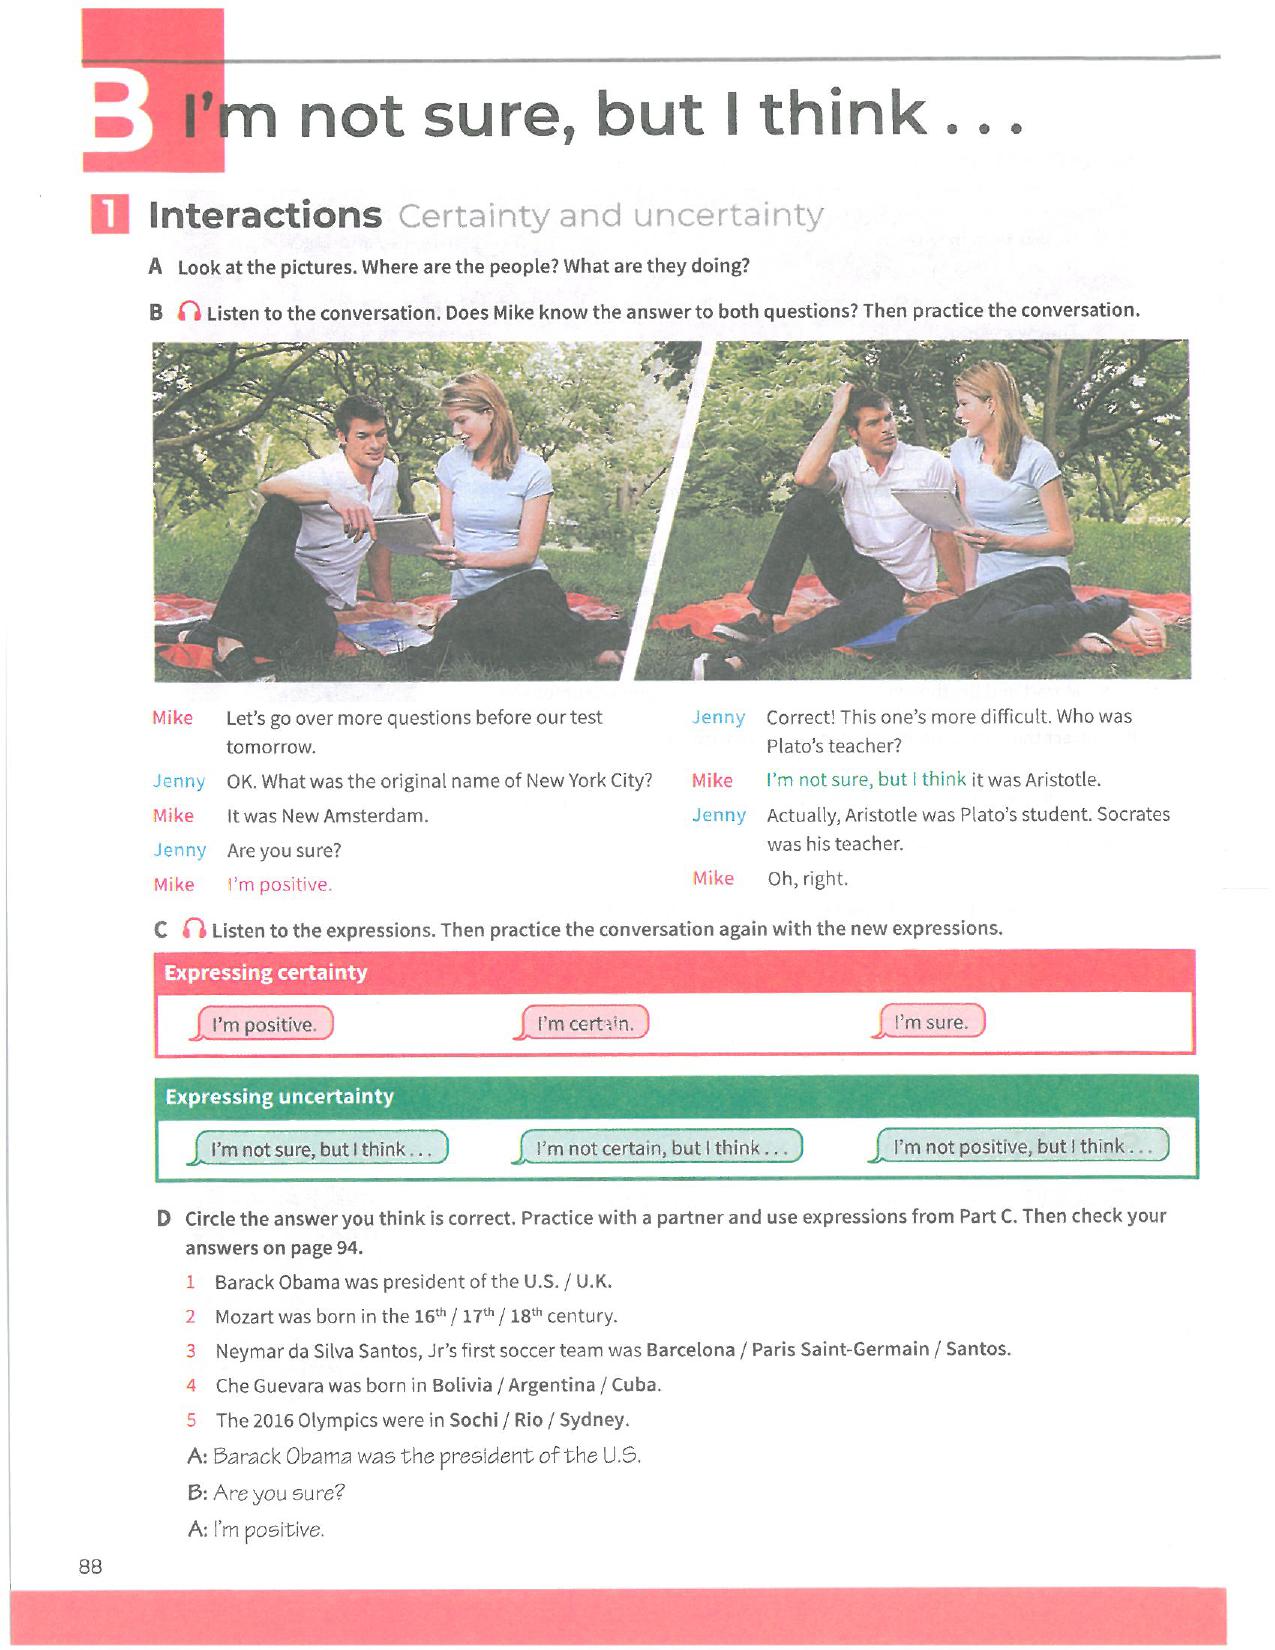 B I'm not sure, but I think . . .
1 Interactions Certainty and uncertainty
A Look at the pictures. Where are the people? What are they doing?
B Listen to the conversation. Does Mike know the answer to both questions? Then practice the conversation.
Mike Let's go over more questions before our test
tomorrow.
Jenny OK. What was the original name of New York City?
Mike It was New Amsterdam.
Jenny Are you sure?
Mike I'm positive.
Jenny Correct! This one's more difficult. Who was
Plato's teacher?
Mike I'm not sure, but I think it was Aristotle.
Jenny Actually, Aristotle was Plato's student. Socrates
was his teacher.
Mike Oh, right.
C Listen to the expressions. Then practice the conversation again with the new expressions.
Expressing certainty
I'm positive. I'm certain. I'm sure.
Expressing uncertainty
I'm not sure, but I think . . . I'm not certain, but I think . . . I'm not positive, but I think . . .
D Circle the answer you think is correct. Practice with a partner and use expressions from Part C. Then check your
answers on page 94.
1 Barack Obama was president of the U.S. / U.K.
2 Mozart was born in the 16th / 17th / 18th century.
3 Neymar da Silva Santos, Jr's first soccer team was Barcelona / Paris Saint-Germain / Santos.
4 Che Guevara was born in Bolivia / Argentina / Cuba.
5 The 2016 Olympics were in Sochi / Rio / Sydney.
A: Barack Obama was the president of the U.S.
B: Are you sure?
A: I'm positive.
88